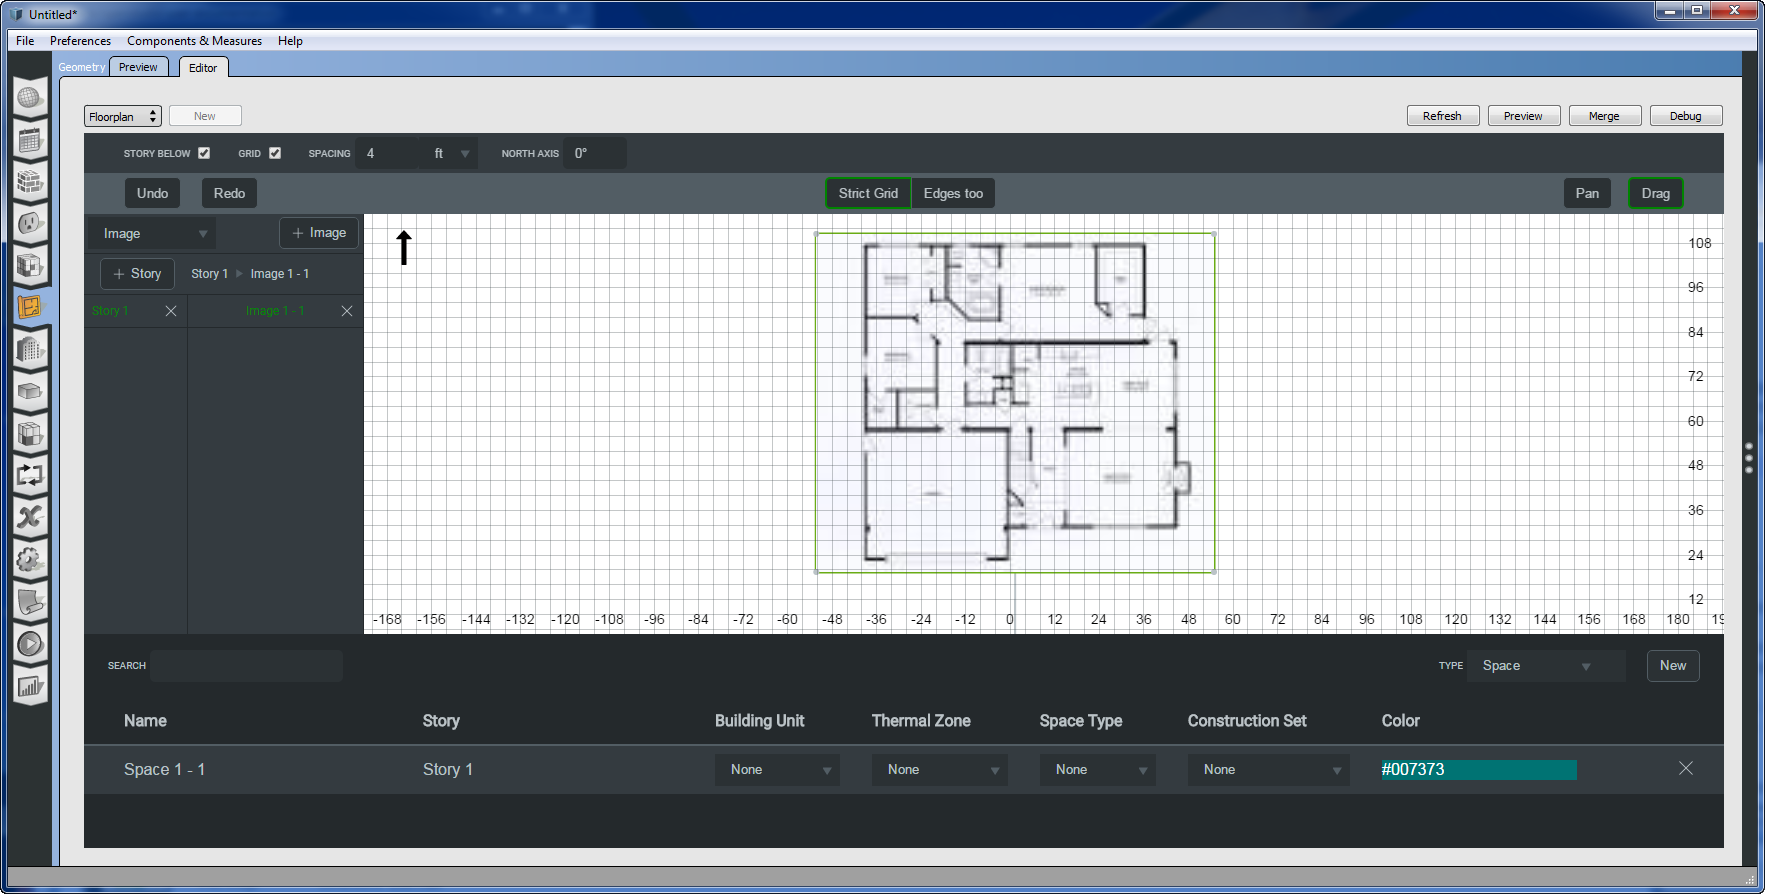 Untitled*
File Preferences Components & Measures Help
Geometry Preview Editor
Floorplan New Refresh Preview Merge Debug
STORY BELOW GRID SPACING 4 ft NORTH AXIS 0°
Undo Redo Strict Grid Edges too Pan Drag
Image + Image
+ Story Story 1 Image 1 - 1
Story 1 Image 1 - 1
108
96
84
72
60
48
36
24
12
-168 -156 -144 -132 -120 -108 -96 -84 -72 -60 -48 -36 -24 -12 0 12 24 36 48 60 72 84 96 108 120 132 144 156 168 180 19
SEARCH TYPE Space New
Name Story Building Unit Thermal Zone Space Type Construction Set Color
Space 1 - 1 Story 1 None None None None #007373